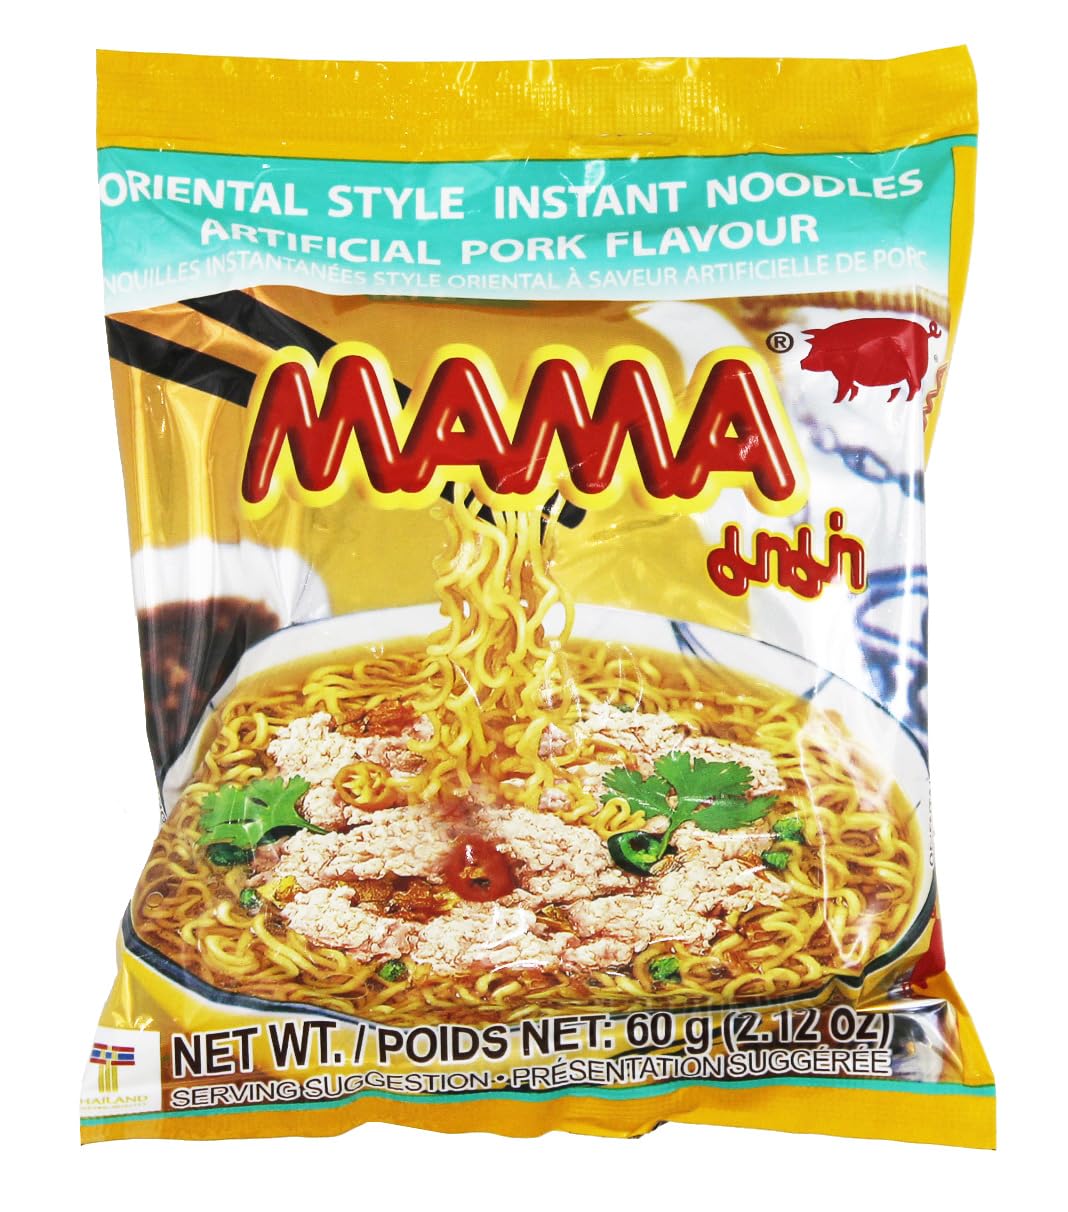 ORIENTAL STYLE INSTANT NOODLES
ARTIFICIAL PORK FLAVOUR
NOUILLES INSTANTANÉES STYLE ORIENTAL À SAVEUR ARTIFICIELLE DE PORC
MAMA®
มาม่า
NET WT. / POIDS NET: 60 g (2.12 OZ)
SERVING SUGGESTION • PRÉSENTATION SUGGÉRÉE
THAILAND